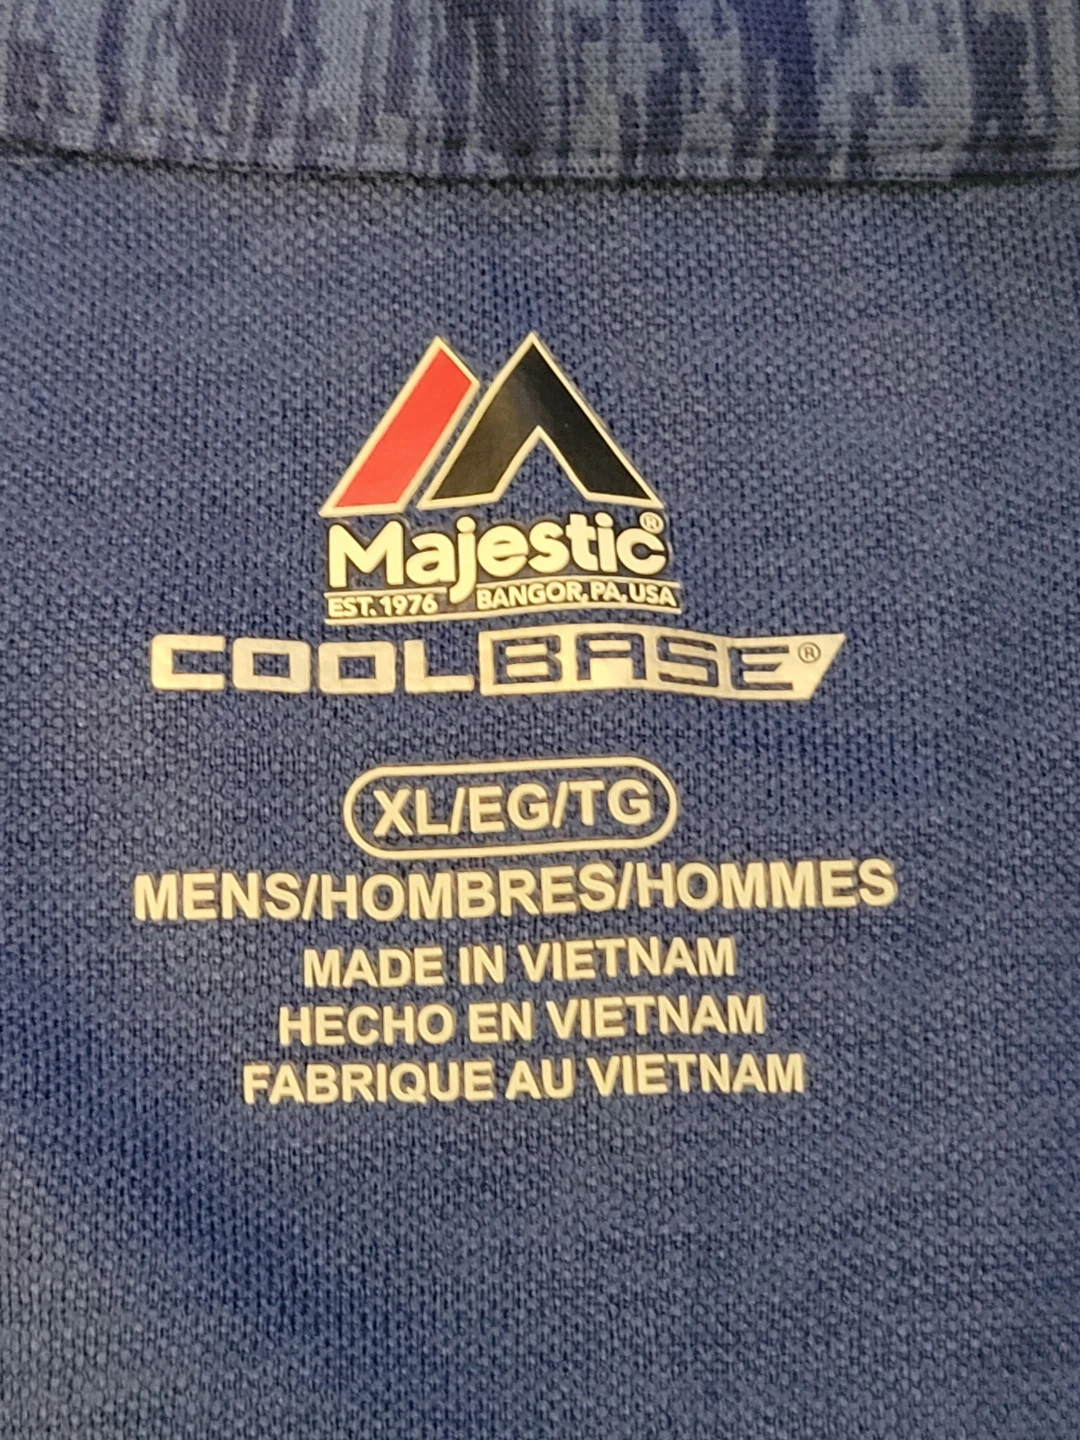 Majestic®
EST. 1976 BANGOR, PA, USA
COOLBASE®
XL/EG/TG
MENS/HOMBRES/HOMMES
MADE IN VIETNAM
HECHO EN VIETNAM
FABRIQUE AU VIETNAM